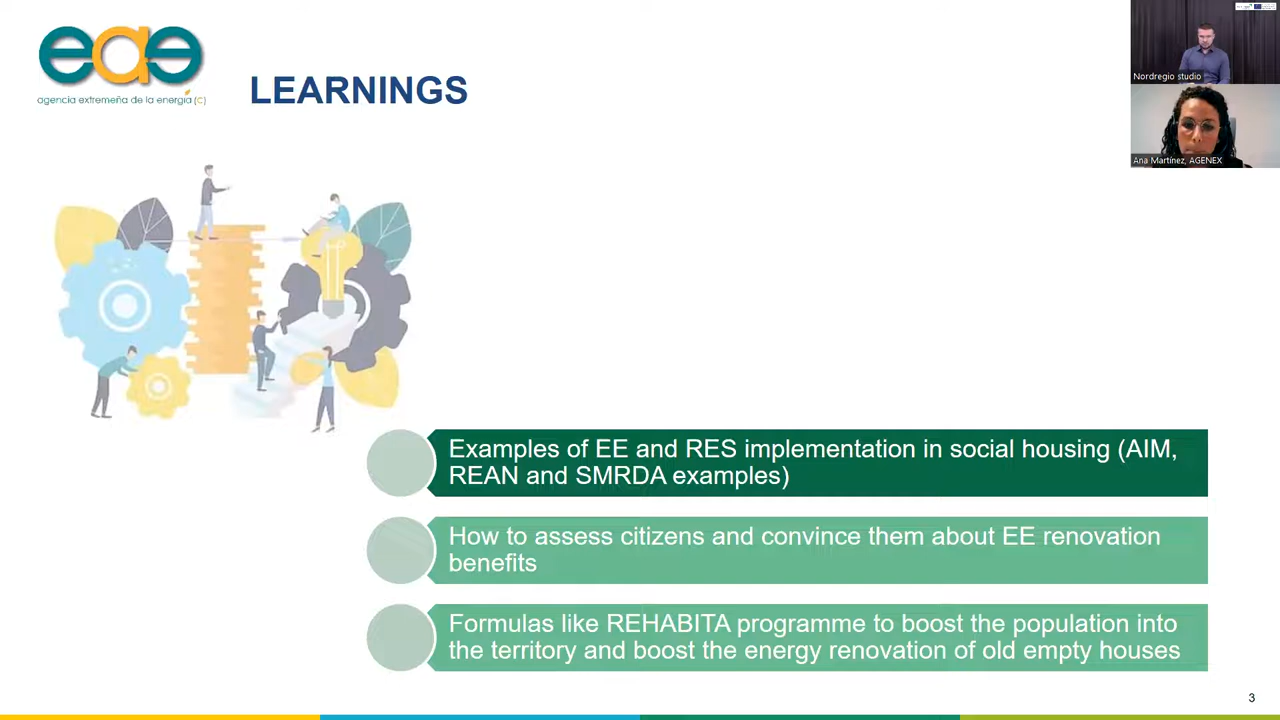 eae
agencia extremeña de la energía (c)
LEARNINGS
Nordregio studio
Ana Martínez, AGENEX
Examples of EE and RES implementation in social housing (AIM,
REAN and SMRDA examples)
How to assess citizens and convince them about EE renovation
benefits
Formulas like REHABITA programme to boost the population into
the territory and boost the energy renovation of old empty houses
3